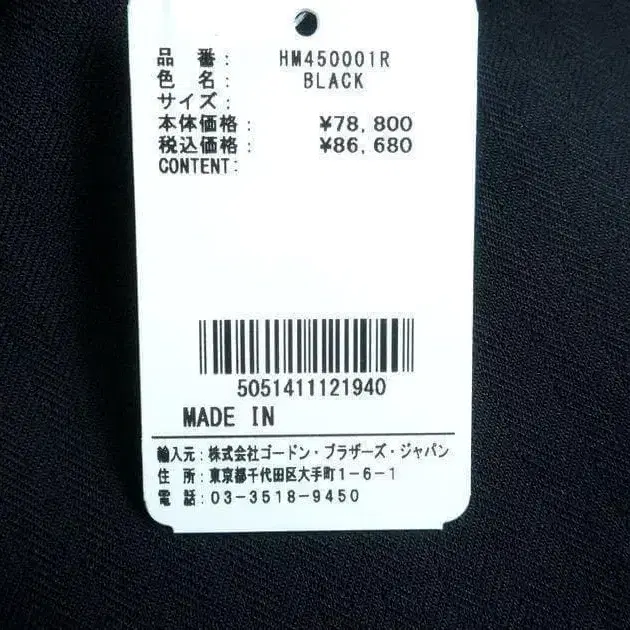 品 番: HM450001R
色 名: BLACK
サイズ:
本体価格: ¥78,800
税込価格: ¥86,680
CONTENT:
5051411121940
MADE IN
輸入元:株式会社ゴードン・ブラザーズ・ジャパン
住 所:東京都千代田区大手町1-6-1
電 話:03-3518-9450